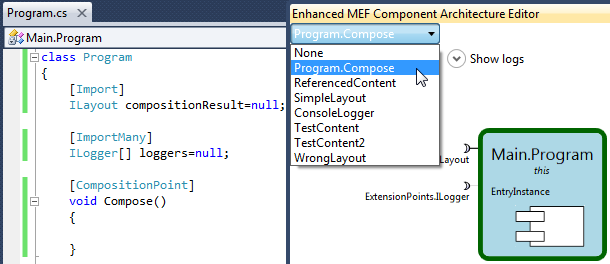 Program.cs
Main.Program
class Program
{
[Import]
ILayout compositionResult=null;
[ImportMany]
ILogger[] loggers=null;
[CompositionPoint]
void Compose()
{
}
Enhanced MEF Component Architecture Editor
Program.Compose
None
Program.Compose
ReferencedContent
SimpleLayout
ConsoleLogger
TestContent
TestContent2
WrongLayout
Show logs
Layout
ExtensionPoints.ILogger
Main.Program
this
EntryInstance